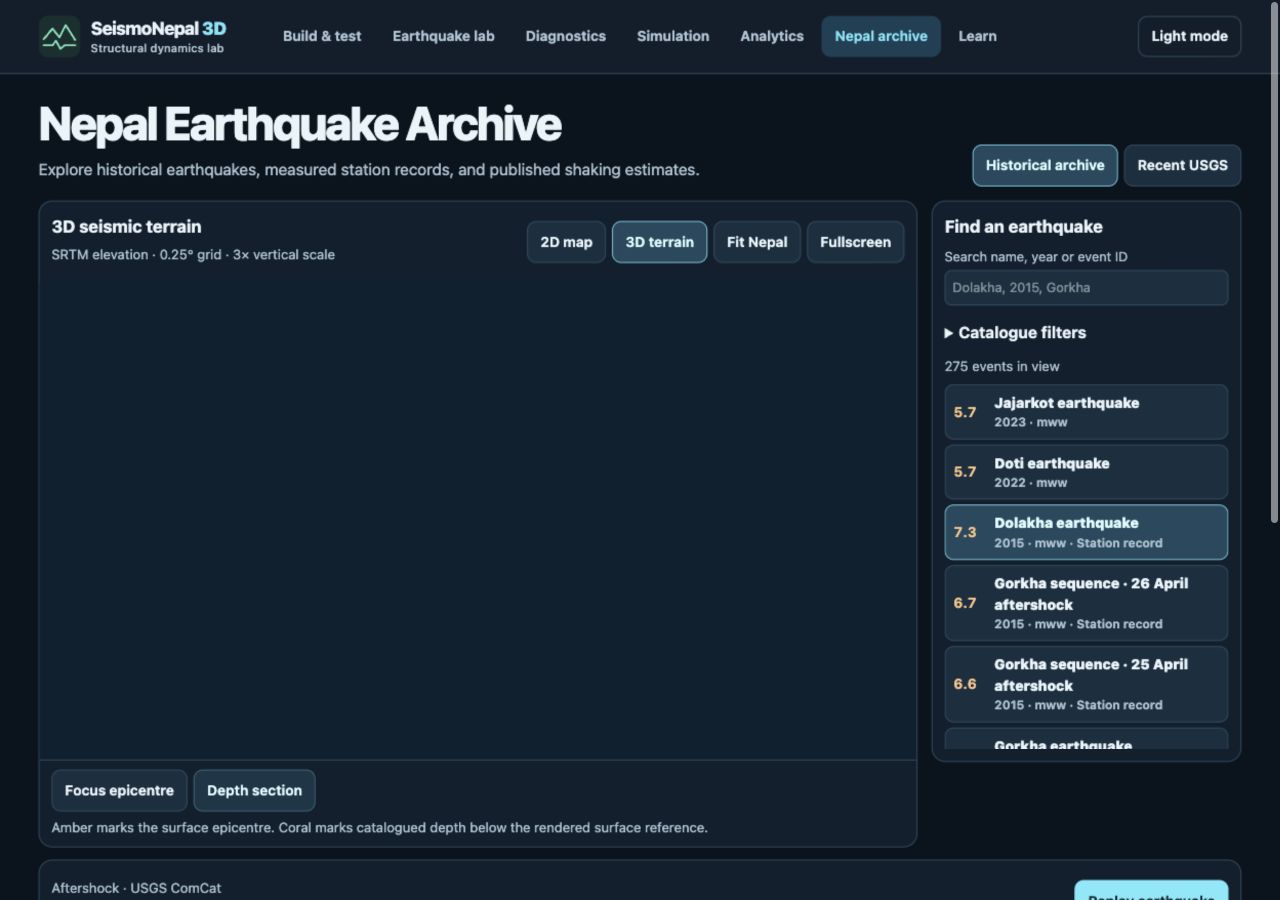 SeismoNepal 3D
Structural dynamics lab
Build & test
Earthquake lab
Diagnostics
Simulation
Analytics
Nepal archive
Learn
Light mode
Nepal Earthquake Archive
Explore historical earthquakes, measured station records, and published shaking estimates.
Historical archive
Recent USGS
3D seismic terrain
SRTM elevation · 0.25° grid · 3× vertical scale
2D map
3D terrain
Fit Nepal
Fullscreen
Focus epicentre
Depth section
Amber marks the surface epicentre. Coral marks catalogued depth below the rendered surface reference.
Find an earthquake
Search name, year or event ID
Dolakha, 2015, Gorkha
▶ Catalogue filters
275 events in view
5.7
Jajarkot earthquake
2023 · mww
5.7
Doti earthquake
2022 · mww
7.3
Dolakha earthquake
2015 · mww · Station record
6.7
Gorkha sequence · 26 April
aftershock
2015 · mww · Station record
6.6
Gorkha sequence · 25 April
aftershock
2015 · mww · Station record
Gorkha earthquake
Aftershock · USGS ComCat
Replay earthquake